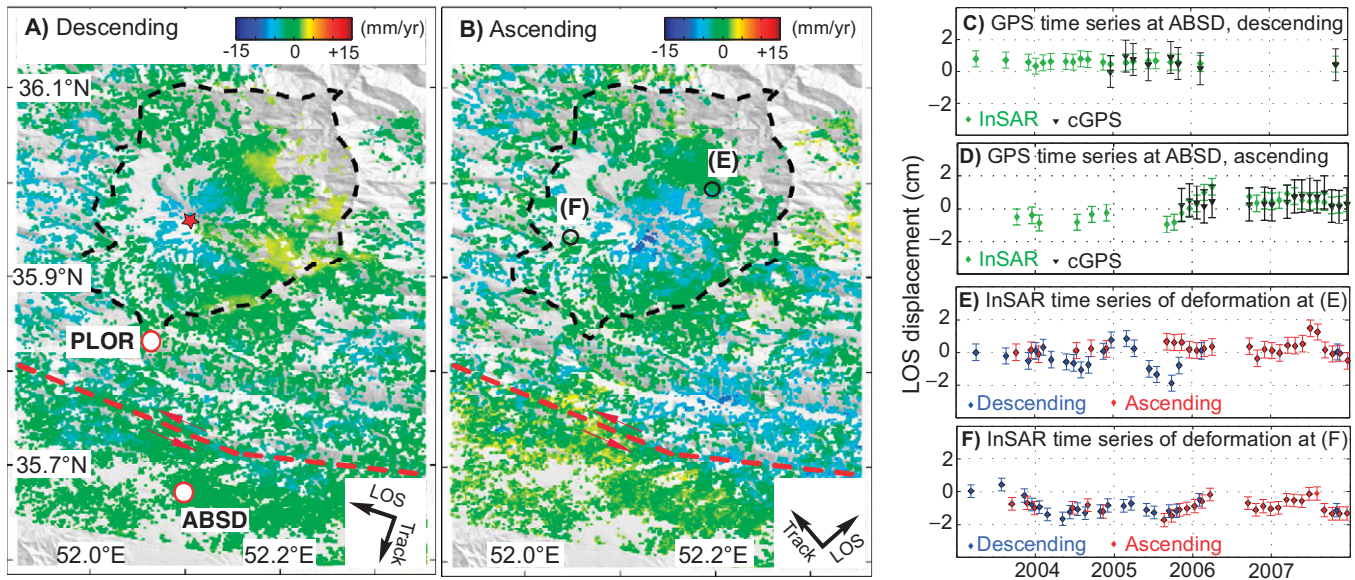 A) Descending
(mm/yr)
-15 0 +15
36.1°N
35.9°N
PLOR
35.7°N
ABSD
LOS
Track
52.0°E 52.2°E
B) Ascending
(mm/yr)
-15 0 +15
(E)
(F)
Track LOS
52.0°E 52.2°E
LOS displacement (cm)
C) GPS time series at ABSD, descending
2
0
−2
InSAR cGPS
D) GPS time series at ABSD, ascending
2
0
−2
InSAR cGPS
E) InSAR time series of deformation at (E)
2
0
−2
Descending Ascending
F) InSAR time series of deformation at (F)
2
0
−2
Descending Ascending
2004 2005 2006 2007